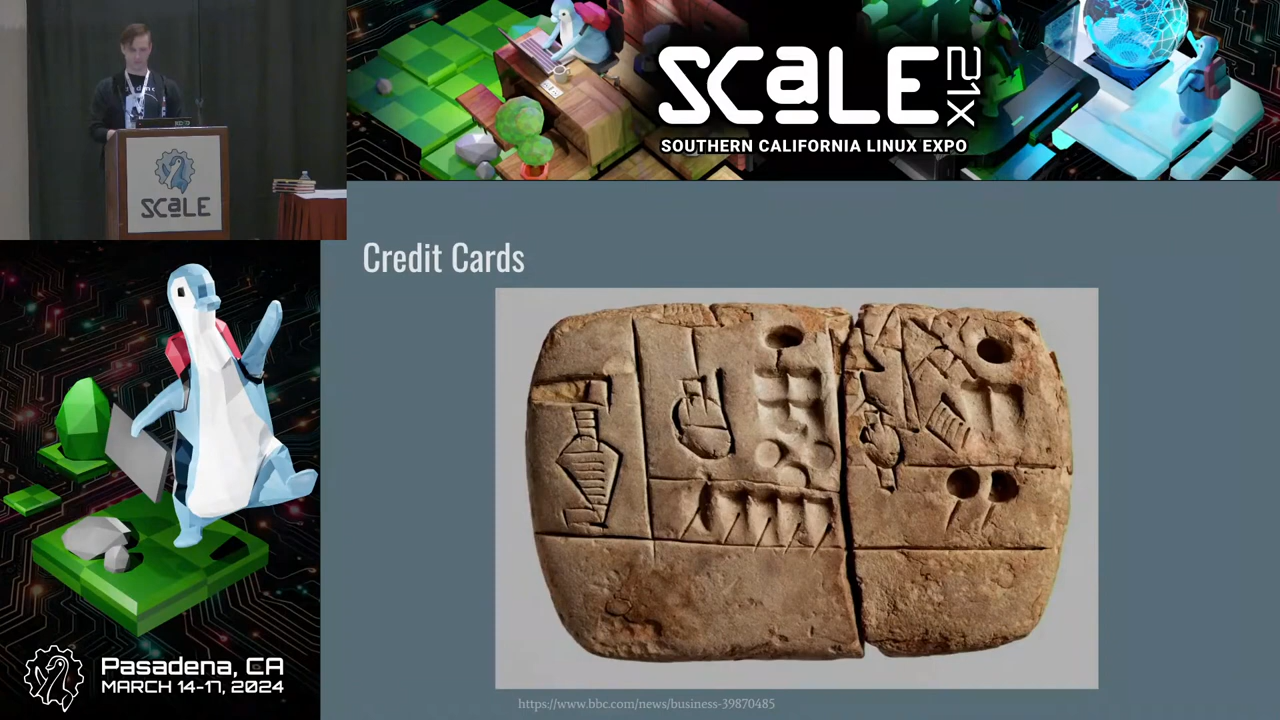 SCaLE 21X
SOUTHERN CALIFORNIA LINUX EXPO
SCaLE
Credit Cards
https://www.bbc.com/news/business-39870485
Pasadena, CA
MARCH 14-17, 2024